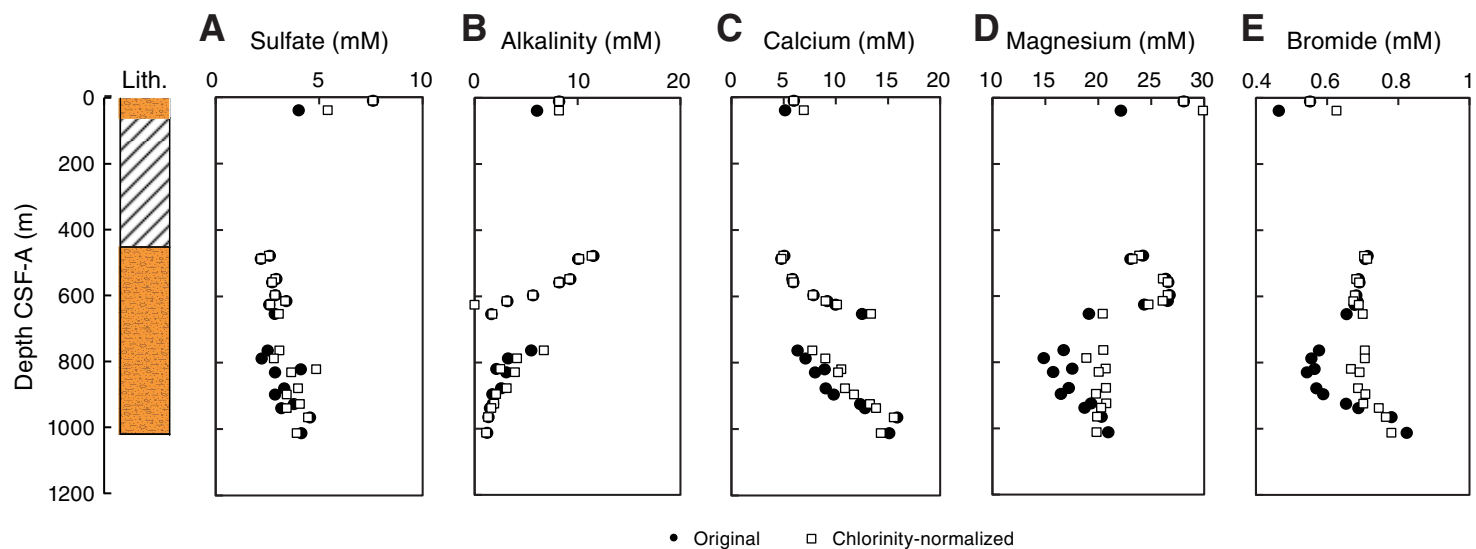 A B C D E
Sulfate (mM) Alkalinity (mM) Calcium (mM) Magnesium (mM) Bromide (mM)
Lith. 0 5 10 0 10 20 0 5 10 15 20 10 15 20 25 30 0.4 0.6 0.8 1
0
200
400
600
800
1000
1200
Depth CSF-A (m)
Original Chlorinity-normalized